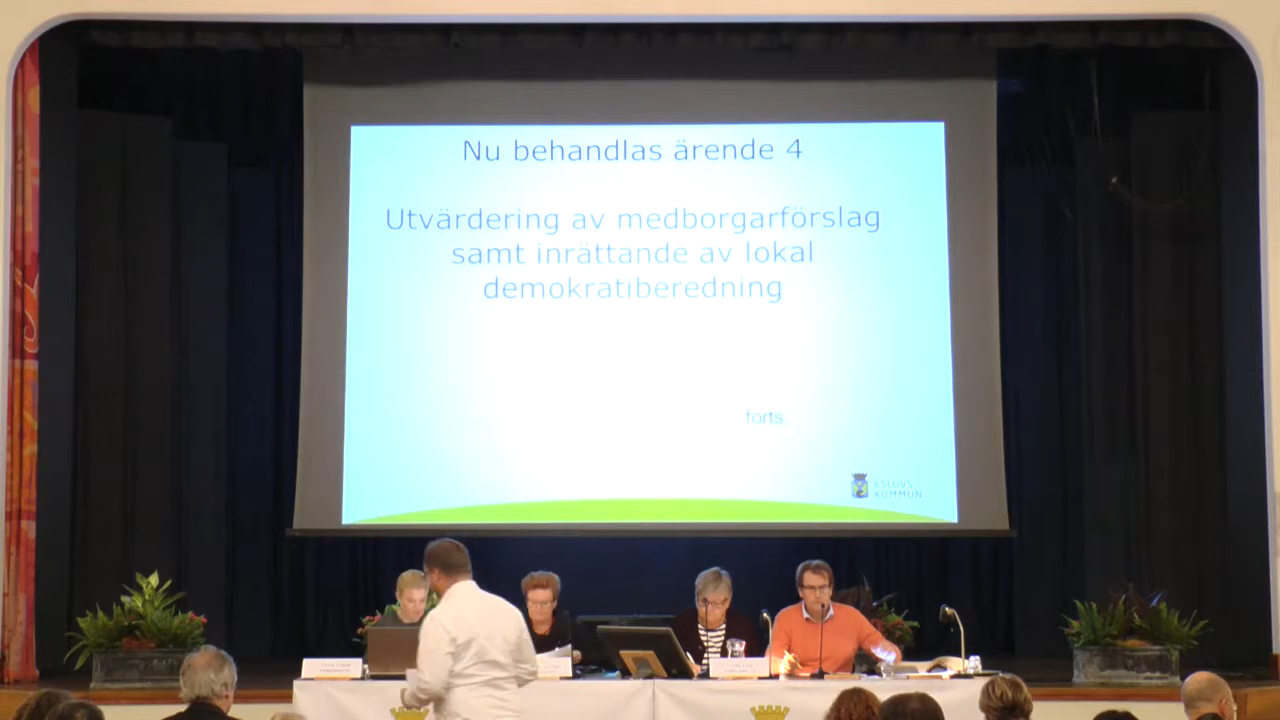 Nu behandlas ärende 4
Utvärdering av medborgarförslag
samt inrättande av lokal
demokratiberedning
forts.
ESLÖVS
KOMMUN